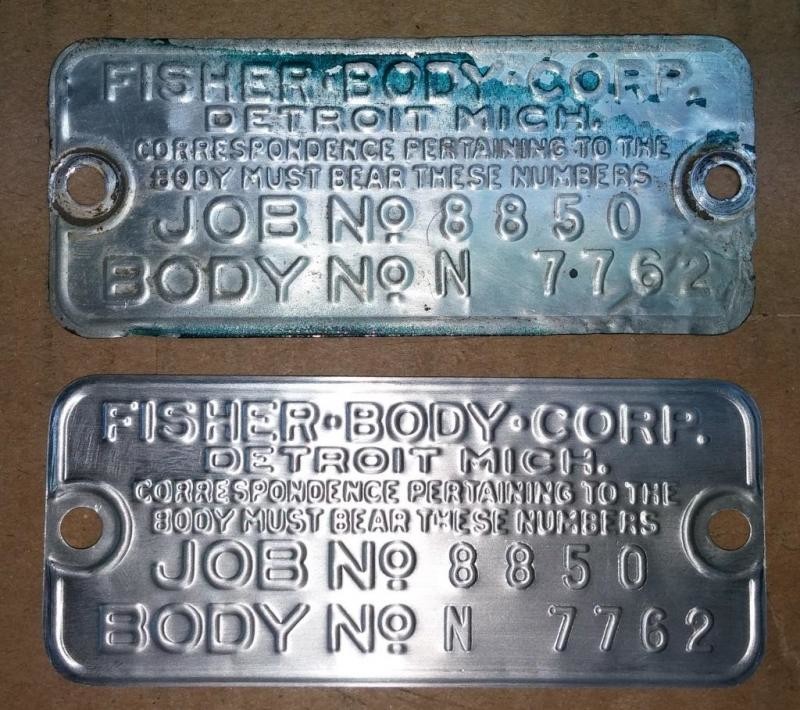 FISHER·BODY·CORP.
DETROIT MICH.
CORRESPONDENCE PERTAINING TO THE
BODY MUST BEAR THESE NUMBERS
JOB No 8850
BODY No N 7·762
FISHER·BODY·CORP.
DETROIT MICH.
CORRESPONDENCE PERTAINING TO THE
BODY MUST BEAR THESE NUMBERS
JOB No 8850
BODY No N 7762